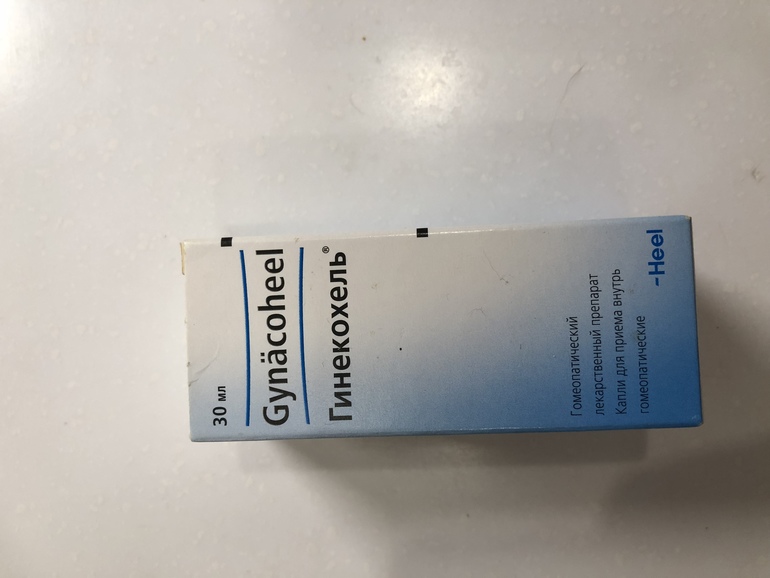 30 мл
Gynäcoheel
Гинекохель®
Гомеопатический
лекарственный препарат
Капли для приема внутрь
гомеопатические
-Heel